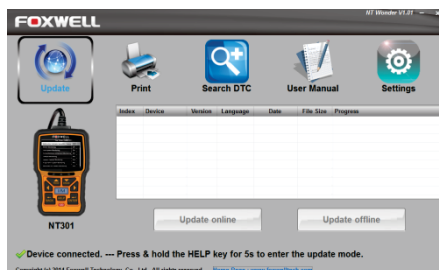 FOXWELL
NT Wonder V1.01
Update
Print
Search DTC
User Manual
Settings
Index Device Version Language Date File Size Progress
NT301
Update online
Update offline
Device connected. --- Press & hold the HELP key for 5s to enter the update mode.